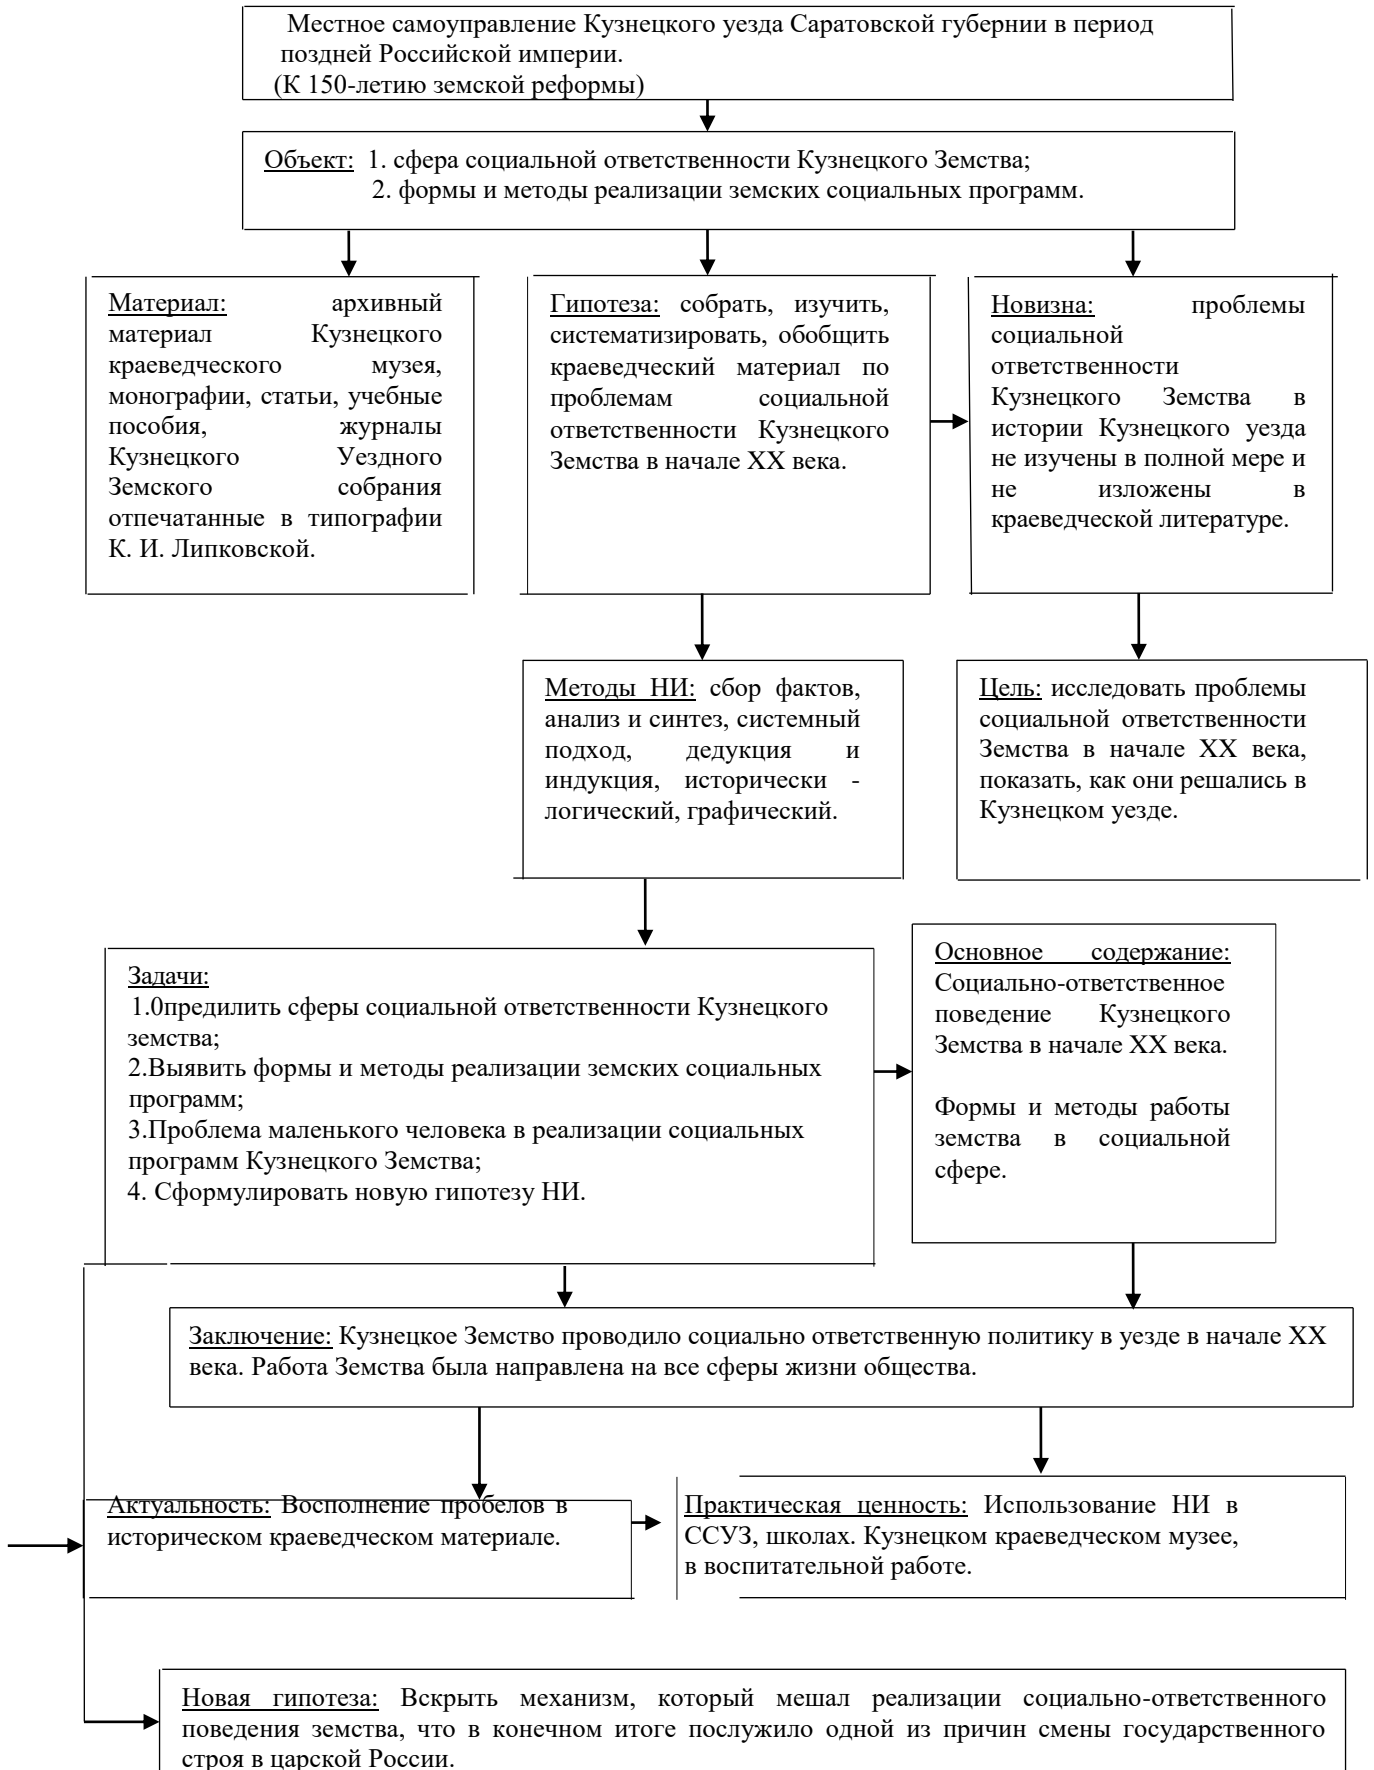 Местное самоуправление Кузнецкого уезда Саратовской губернии в период
поздней Российской империи.
(К 150-летию земской реформы)
Объект: 1. сфера социальной ответственности Кузнецкого Земства;
2. формы и методы реализации земских социальных программ.
Материал: архивный
материал Кузнецкого
краеведческого музея,
монографии, статьи, учебные
пособия, журналы
Кузнецкого Уездного
Земского собрания
отпечатанные в типографии
К. И. Липковской.
Гипотеза: собрать, изучить,
систематизировать, обобщить
краеведческий материал по
проблемам социальной
ответственности Кузнецкого
Земства в начале XX века.
Новизна: проблемы
социальной
ответственности
Кузнецкого Земства в
истории Кузнецкого уезда
не изучены в полной мере и
не изложены в
краеведческой литературе.
Методы НИ: сбор фактов,
анализ и синтез, системный
подход, дедукция и
индукция, исторически -
логический, графический.
Цель: исследовать проблемы
социальной ответственности
Земства в начале XX века,
показать, как они решались в
Кузнецком уезде.
Задачи:
1.0предилить сферы социальной ответственности Кузнецкого
земства;
2.Выявить формы и методы реализации земских социальных
программ;
3.Проблема маленького человека в реализации социальных
программ Кузнецкого Земства;
4. Сформулировать новую гипотезу НИ.
Основное содержание:
Социально-ответственное
поведение Кузнецкого
Земства в начале XX века.
Формы и методы работы
земства в социальной
сфере.
Заключение: Кузнецкое Земство проводило социально ответственную политику в уезде в начале XX
века. Работа Земства была направлена на все сферы жизни общества.
Актуальность: Восполнение пробелов в
историческом краеведческом материале.
Практическая ценность: Использование НИ в
ССУЗ, школах. Кузнецком краеведческом музее,
в воспитательной работе.
Новая гипотеза: Вскрыть механизм, который мешал реализации социально-ответственного
поведения земства, что в конечном итоге послужило одной из причин смены государственного
строя в царской России.